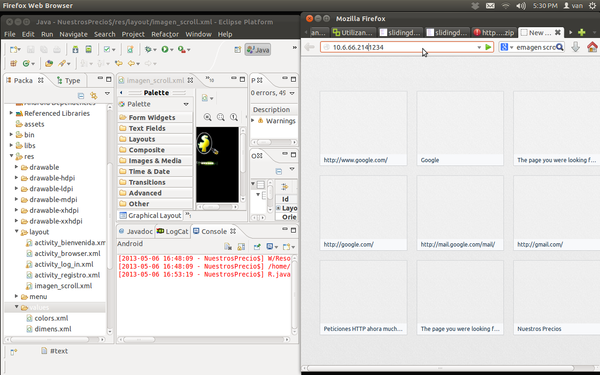 Firefox Web Browser
5:30 PM
van
Java - NuestrosPrecio$/res/layout/imagen_scroll.xml - Eclipse Platform
File Edit Source Refactor Navigate Search Project Refactor Window Help
Java
Packa
Type
Android Dependencies
Referenced Libraries
assets
bin
libs
res
drawable
drawable-hdpi
drawable-ldpi
drawable-mdpi
drawable-xhdpi
drawable-xxhdpi
layout
activity_bienvenida.xml
activity_browser.xml
activity_log_in.xml
activity_registro.xml
imagen_scroll.xml
menu
values
colors.xml
dimens.xml
#text
imagen_scroll.xml
Palette
Palette
Form Widgets
Text Fields
Layouts
Composite
Images & Media
Time & Date
Transitions
Advanced
Other
Graphical Layout
P
0 errors, 45
Description
Warnings
O
Id
Layou
Orie
Javadoc
LogCat
Console
Android
[2013-05-06 16:48:09 - NuestrosPrecio$] W/Reso
[2013-05-06 16:48:09 - NuestrosPrecio$] /home/
[2013-05-06 16:53:19 - NuestrosPrecio$] R.java
Mozilla Firefox
an...
Utilizan...
slidingd...
slidingd...
http....zip
New ...
10.6.66.2141234
emagen scro
http://www.google.com/
Google
The page you were looking f
http://google.com/
http://mail.google.com/mail/
http://gmail.com/
Peticiones HTTP ahora much...
The page you were looking f...
Nuestros Precios